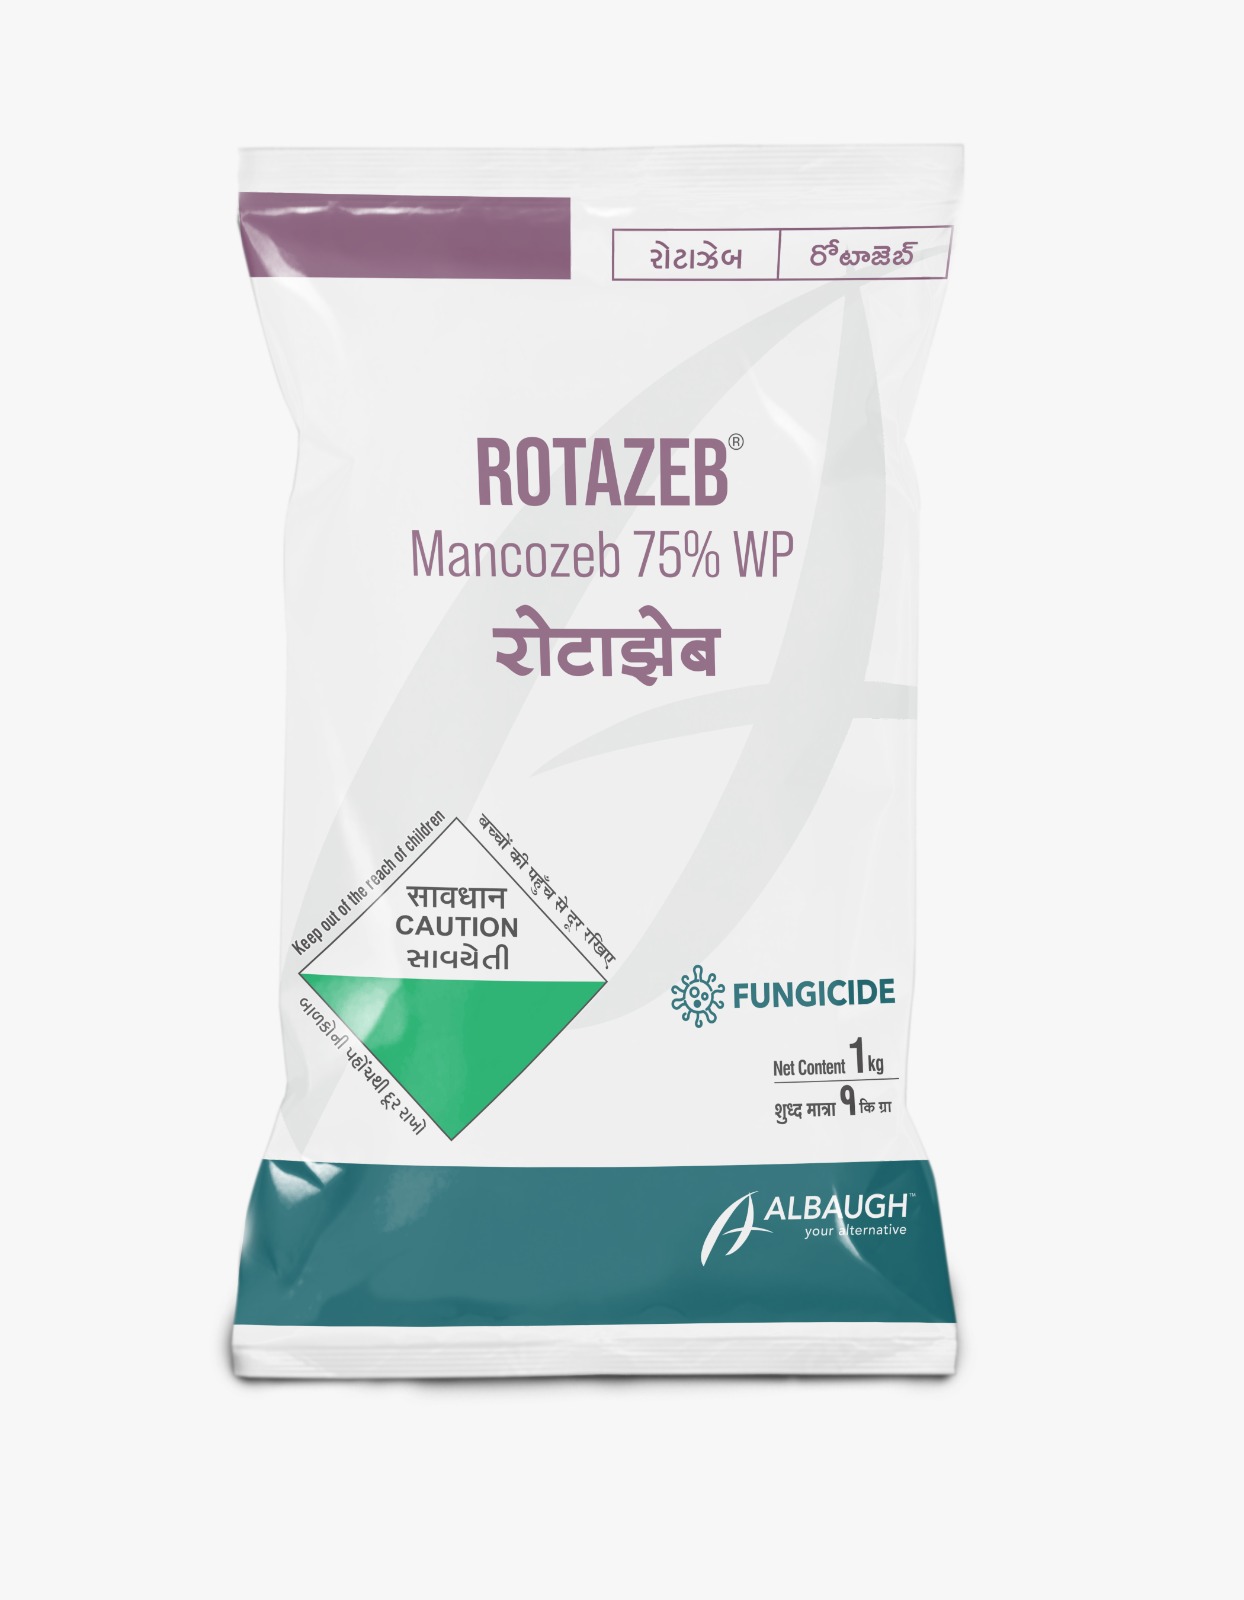 રોટાઝેબ
రోటాజెబ్
ROTAZEB®
Mancozeb 75% WP
रोटाझेब
Keep out of the reach of children
बच्चों की पहुँच से दूर रखिए
सावधान
CAUTION
સાવચેતી
બાળકોની પહોંચથી દૂર રાખો
FUNGICIDE
Net Content 1 kg
शुध्द मात्रा १ कि ग्रा
ALBAUGH™
your alternative